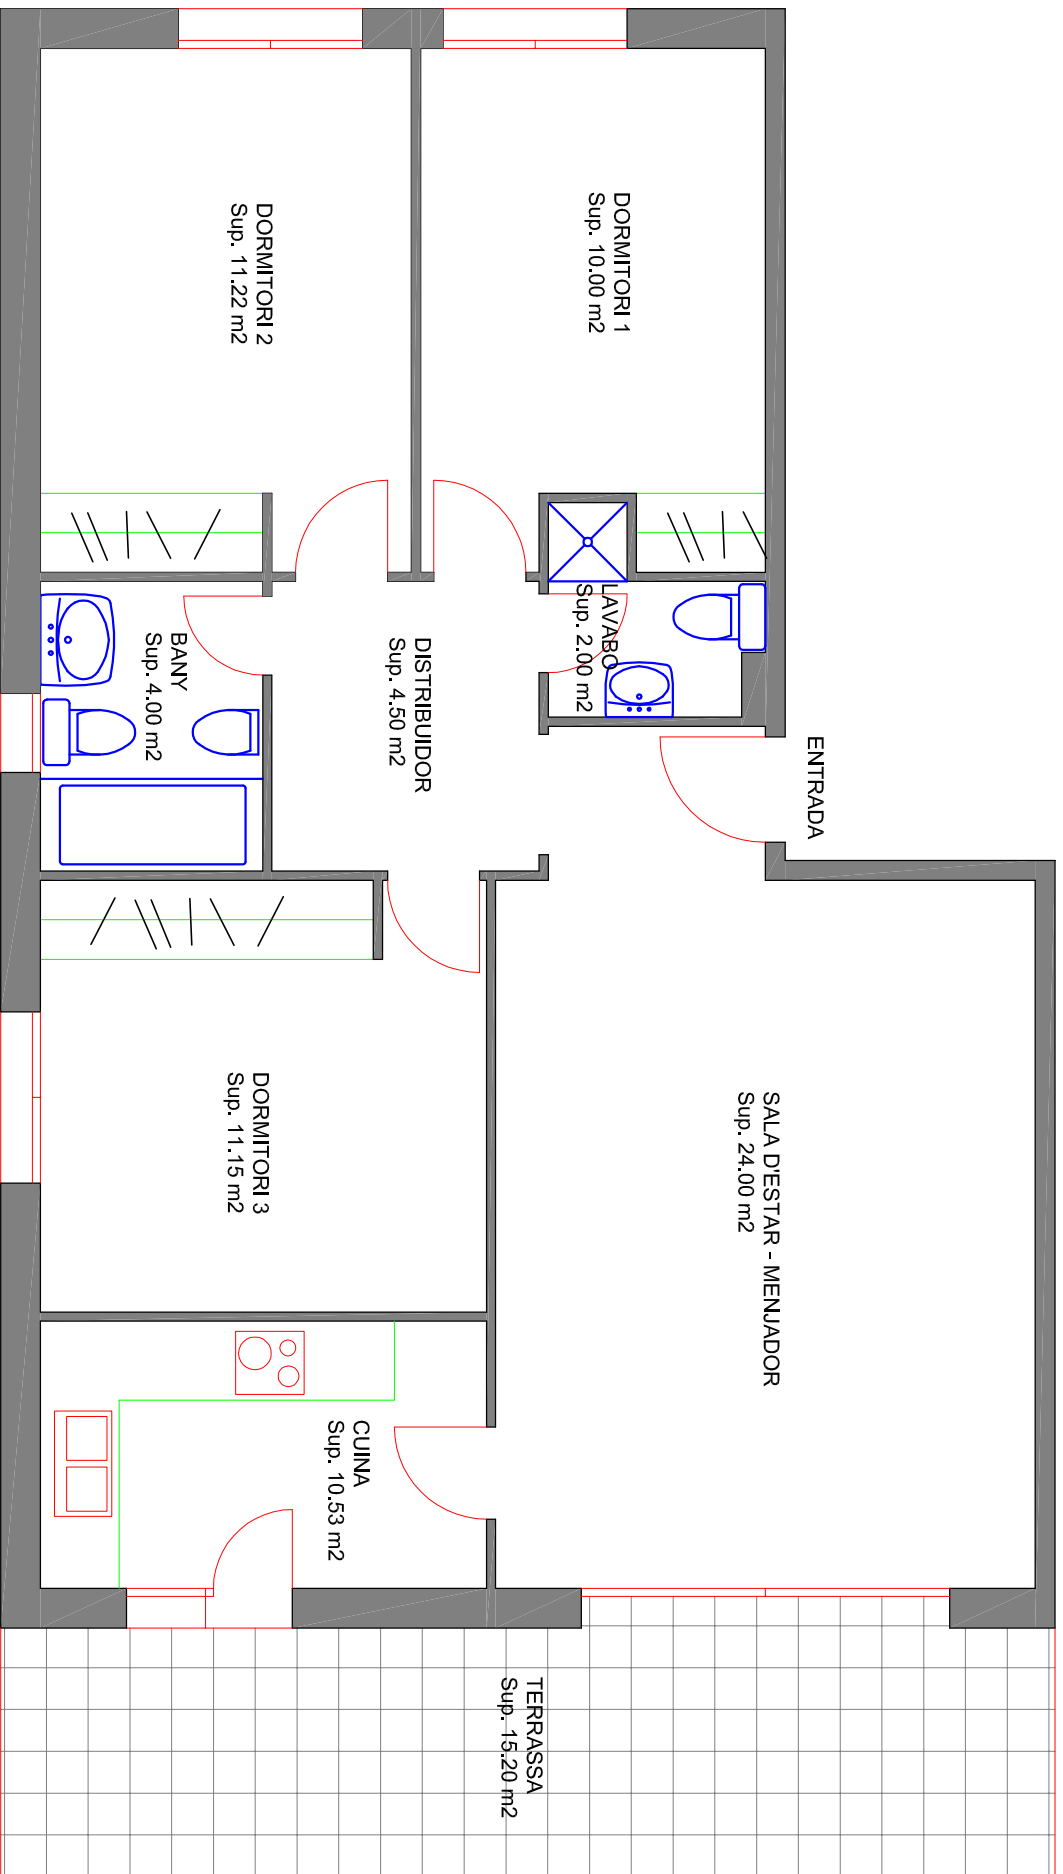 DORMITORI 1
Sup. 10.00 m2
DORMITORI 2
Sup. 11.22 m2
LAVABO
Sup. 2.00 m2
BANY
Sup. 4.00 m2
DISTRIBUIDOR
Sup. 4.50 m2
ENTRADA
DORMITORI 3
Sup. 11.15 m2
SALA D'ESTAR - MENJADOR
Sup. 24.00 m2
CUINA
Sup. 10.53 m2
TERRASSA
Sup. 15.20 m2